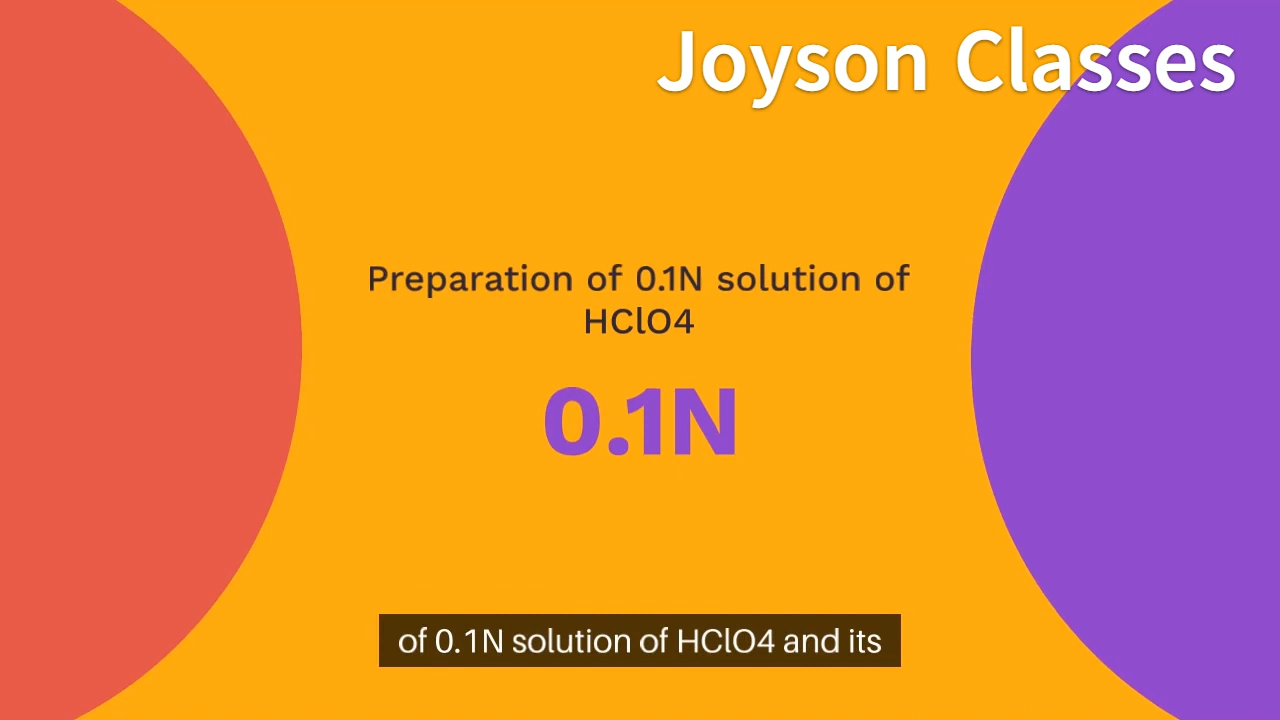 Joyson Classes
Preparation of 0.1N solution of
HClO4
0.1N
of 0.1N solution of HClO4 and its